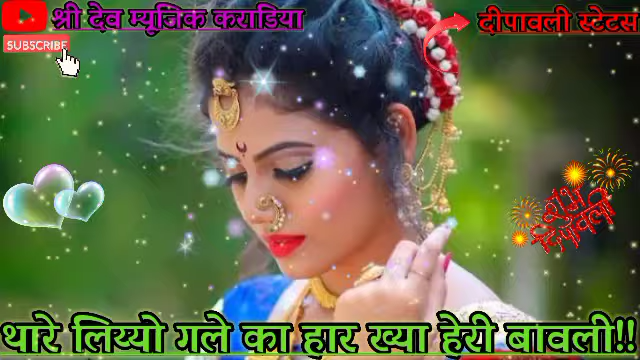 श्री देव म्यूजिक कराडिया
दीपावली स्टेटस
SUBSCRIBE
शुभ
दिपावली
थारे लिय्यो गले का हार ख्या हेरी बावली!!